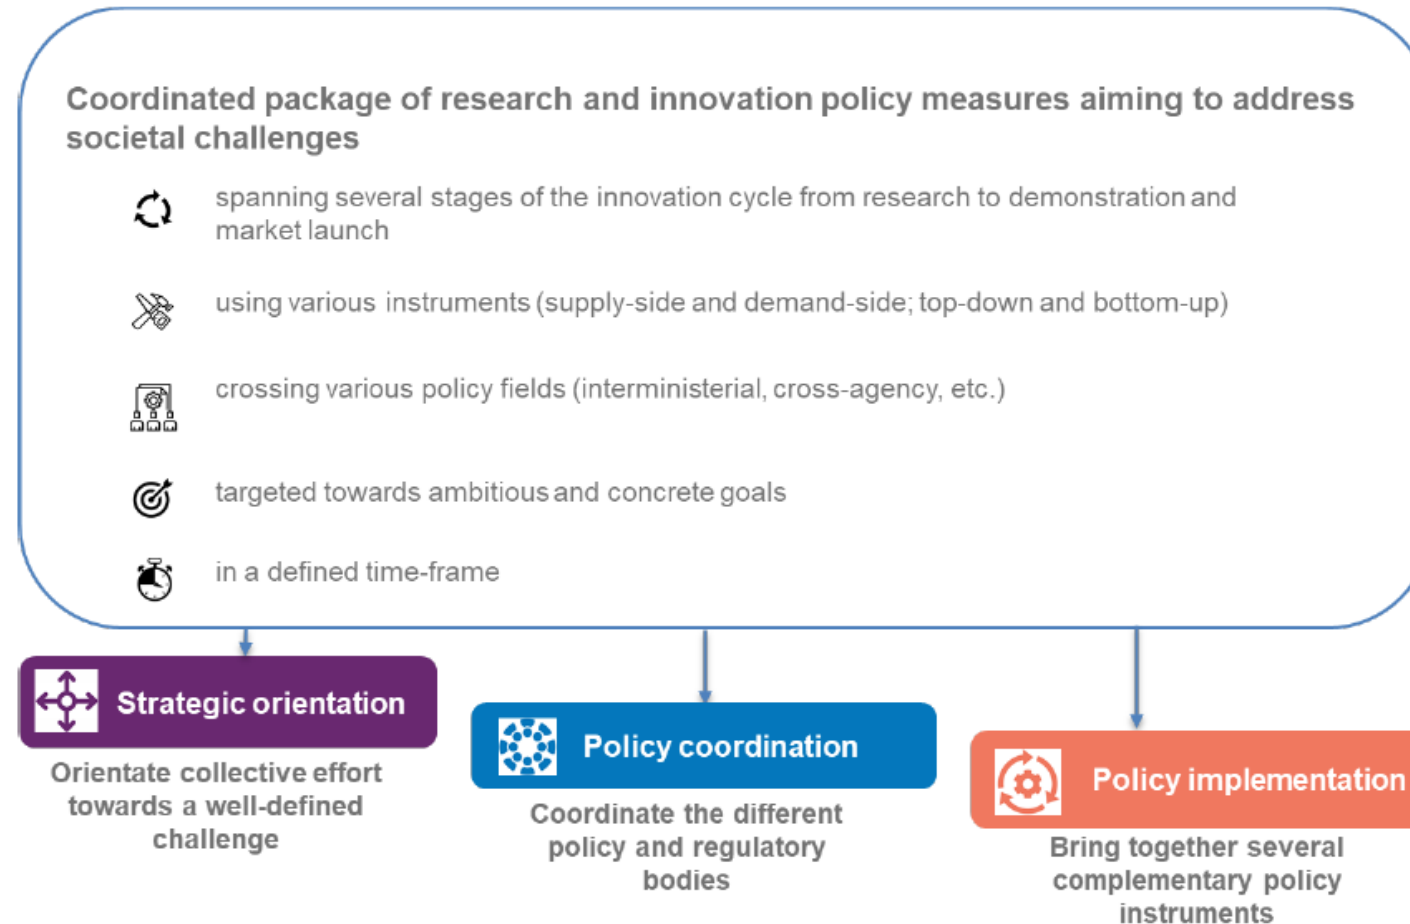 Coordinated package of research and innovation policy measures aiming to address
societal challenges
spanning several stages of the innovation cycle from research to demonstration and
market launch
using various instruments (supply-side and demand-side; top-down and bottom-up)
crossing various policy fields (interministerial, cross-agency, etc.)
targeted towards ambitious and concrete goals
in a defined time-frame
Strategic orientation
Orientate collective effort
towards a well-defined
challenge
Policy coordination
Coordinate the different
policy and regulatory
bodies
Policy implementation
Bring together several
complementary policy
instruments